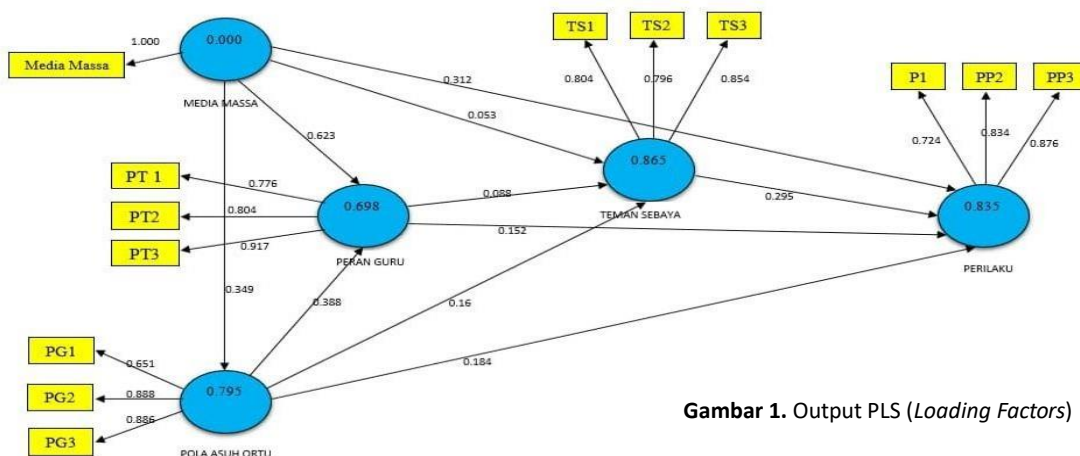 TS1 TS2 TS3
1.000
0.000
Media Massa
MEDIA MASSA
0.804 0.796 0.854
0.312
P1 PP2 PP3
0.053
0.623
0.724 0.834 0.876
PT 1
0.776
0.865
TEMAN SEBAYA
PT2
0.804
0.698
0.088
0.295
0.835
PT3
0.917
0.152
PERAN GURU
PERILAKU
0.349
0.388
0.16
PG1
0.651
0.184
PG2
0.888
0.795
PG3
0.886
POLA ASUH ORTU
Gambar 1. Output PLS (Loading Factors)